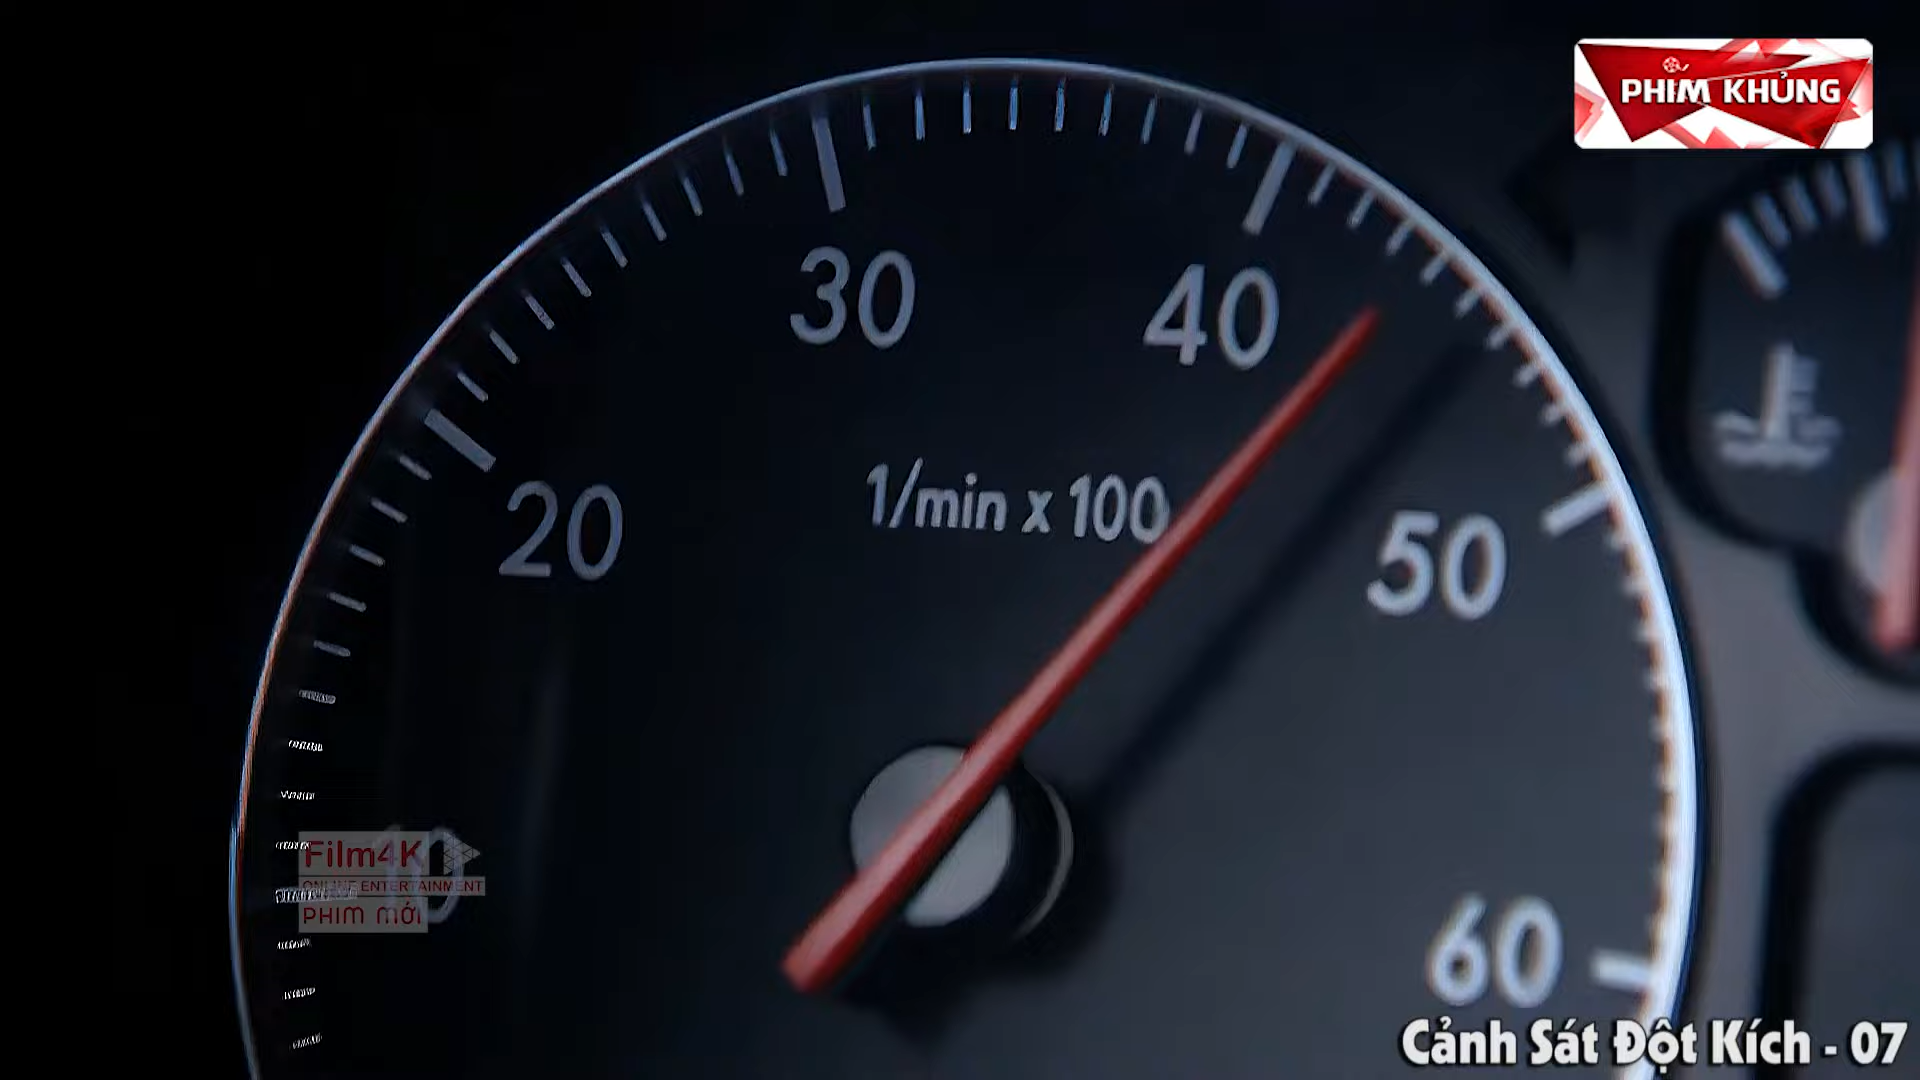 PHIM KHỦNG
30
40
1/min x 100
20
50
10
Film4K
ONLINE ENTERTAINMENT
PHIM MỚI
60
Cảnh Sát Đột Kích - 07